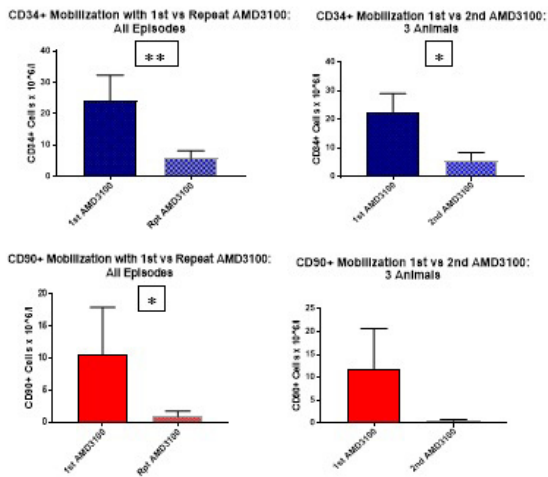 CD34+ Mobilization with 1st vs Repeat AMD3100:
All Episodes
**
CD34+ Cells x 10^6/l
40
30
20
10
0
1st AMD3100
Rpt AMD3100
CD34+ Mobilization 1st vs 2nd AMD3100:
3 Animals
*
CD34+ Cells x 10^6/l
40
30
20
10
0
1st AMD3100
2nd AMD3100
CD90+ Mobilization with 1st vs Repeat AMD3100:
All Episodes
*
CD90+ Cells x 10^6/l
20
15
10
5
0
1st AMD3100
Rpt AMD3100
CD90+ Mobilization 1st vs 2nd AMD3100:
3 Animals
CD90+ Cells x 10^6/l
25
20
15
10
5
0
1st AMD3100
2nd AMD3100